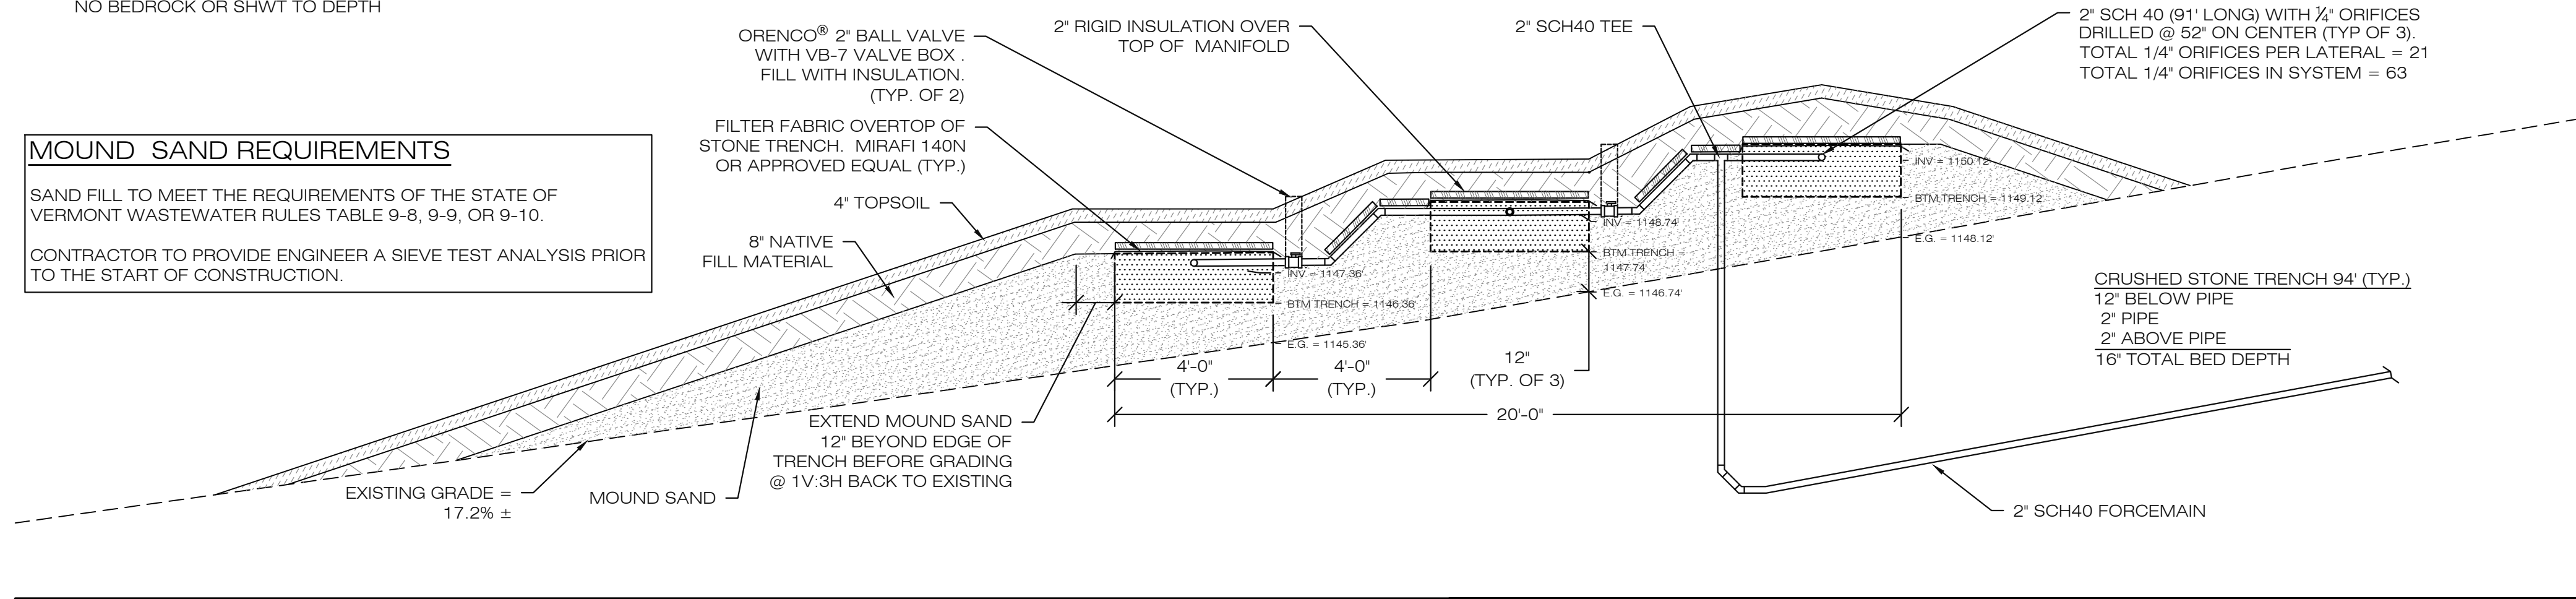 NO BEDROCK OR SHWT TO DEPTH
ORENCO® 2" BALL VALVE
WITH VB-7 VALVE BOX .
FILL WITH INSULATION.
(TYP. OF 2)
FILTER FABRIC OVERTOP OF
STONE TRENCH. MIRAFI 140N
OR APPROVED EQUAL (TYP.)
4" TOPSOIL
8" NATIVE
FILL MATERIAL
2" RIGID INSULATION OVER
TOP OF MANIFOLD
2" SCH40 TEE
2" SCH 40 (91' LONG) WITH ¼" ORIFICES
DRILLED @ 52" ON CENTER (TYP OF 3).
TOTAL 1/4" ORIFICES PER LATERAL = 21
TOTAL 1/4" ORIFICES IN SYSTEM = 63
MOUND SAND REQUIREMENTS
SAND FILL TO MEET THE REQUIREMENTS OF THE STATE OF
VERMONT WASTEWATER RULES TABLE 9-8, 9-9, OR 9-10.
CONTRACTOR TO PROVIDE ENGINEER A SIEVE TEST ANALYSIS PRIOR
TO THE START OF CONSTRUCTION.
INV = 1150.12'
BTM TRENCH = 1149.12'
E.G. = 1148.12'
INV = 1148.74'
BTM TRENCH =
1147.74'
E.G. = 1146.74'
INV. = 1147.36'
BTM TRENCH = 1146.36'
E.G. = 1145.36'
4'-0"
(TYP.)
4'-0"
(TYP.)
12"
(TYP. OF 3)
20'-0"
CRUSHED STONE TRENCH 94' (TYP.)
12" BELOW PIPE
2" PIPE
2" ABOVE PIPE
16" TOTAL BED DEPTH
EXTEND MOUND SAND
12" BEYOND EDGE OF
TRENCH BEFORE GRADING
@ 1V:3H BACK TO EXISTING
EXISTING GRADE =
17.2% ±
MOUND SAND
2" SCH40 FORCEMAIN